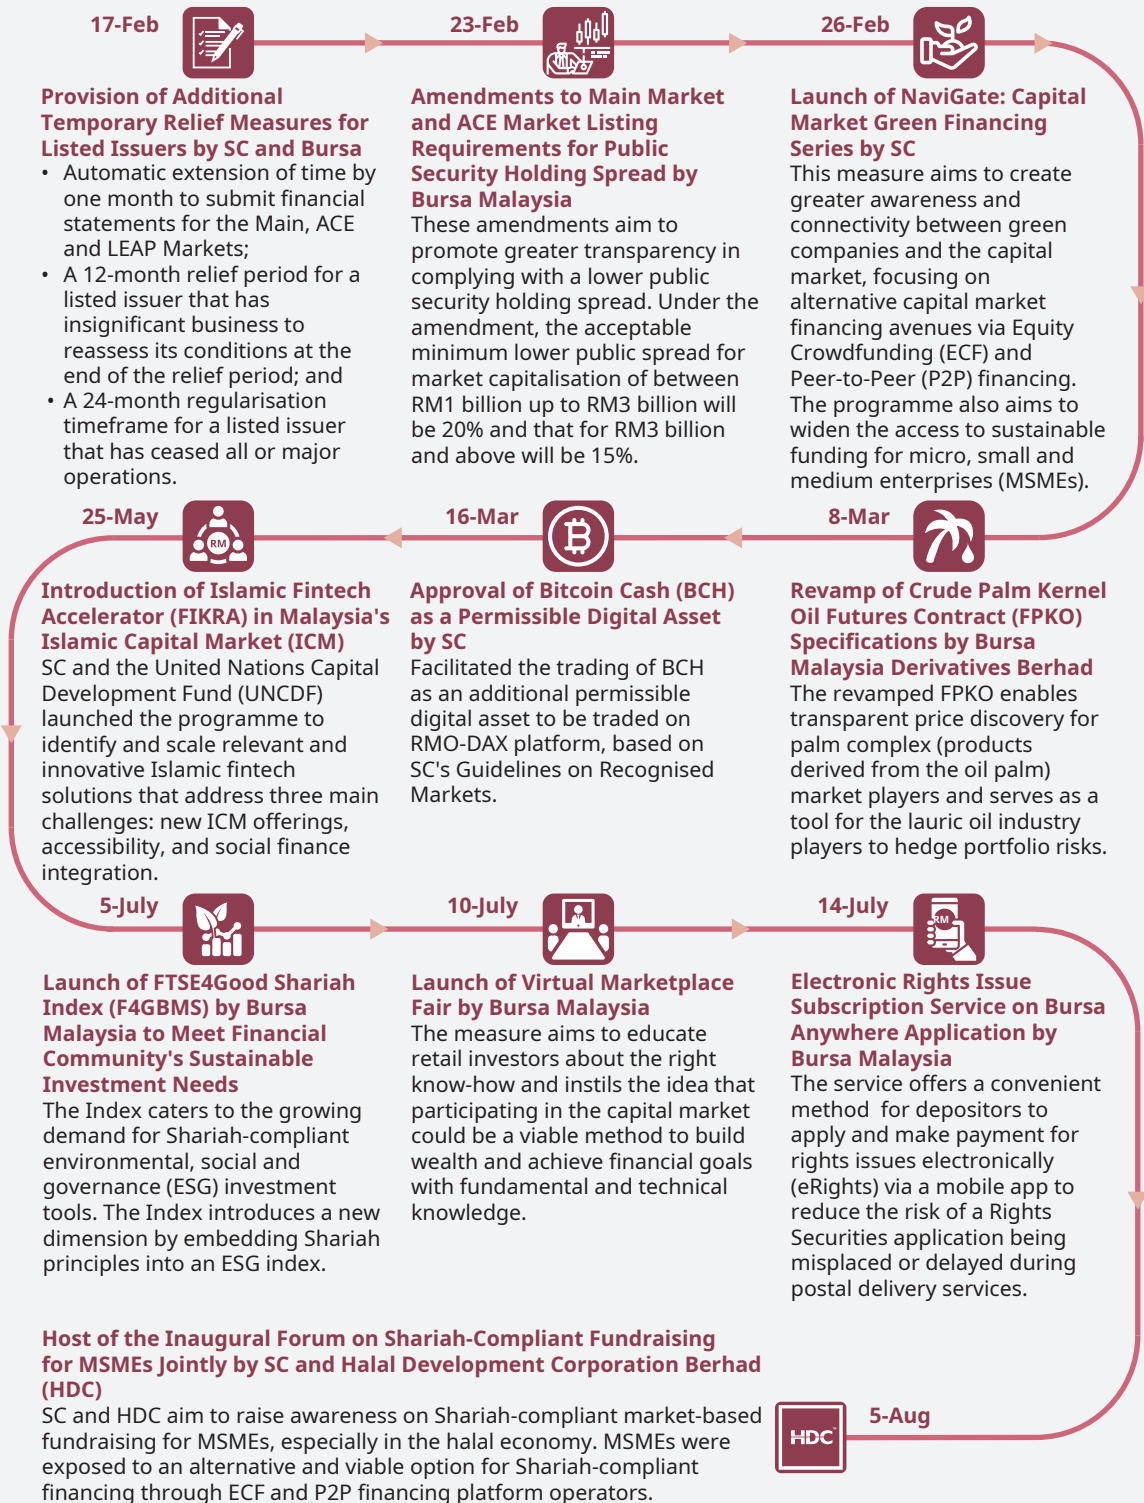 17-Feb
Provision of Additional
Temporary Relief Measures for
Listed Issuers by SC and Bursa
• Automatic extension of time by
one month to submit financial
statements for the Main, ACE
and LEAP Markets;
• A 12-month relief period for a
listed issuer that has
insignificant business to
reassess its conditions at the
end of the relief period; and
• A 24-month regularisation
timeframe for a listed issuer
that has ceased all or major
operations.
23-Feb
Amendments to Main Market
and ACE Market Listing
Requirements for Public
Security Holding Spread by
Bursa Malaysia
These amendments aim to
promote greater transparency in
complying with a lower public
security holding spread. Under the
amendment, the acceptable
minimum lower public spread for
market capitalisation of between
RM1 billion up to RM3 billion will
be 20% and that for RM3 billion
and above will be 15%.
26-Feb
Launch of NaviGate: Capital
Market Green Financing
Series by SC
This measure aims to create
greater awareness and
connectivity between green
companies and the capital
market, focusing on
alternative capital market
financing avenues via Equity
Crowdfunding (ECF) and
Peer-to-Peer (P2P) financing.
The programme also aims to
widen the access to sustainable
funding for micro, small and
medium enterprises (MSMEs).
8-Mar
Revamp of Crude Palm Kernel
Oil Futures Contract (FPKO)
Specifications by Bursa
Malaysia Derivatives Berhad
The revamped FPKO enables
transparent price discovery for
palm complex (products
derived from the oil palm)
market players and serves as a
tool for the lauric oil industry
players to hedge portfolio risks.
16-Mar
Approval of Bitcoin Cash (BCH)
as a Permissible Digital Asset
by SC
Facilitated the trading of BCH
as an additional permissible
digital asset to be traded on
RMO-DAX platform, based on
SC's Guidelines on Recognised
Markets.
25-May
RM
Introduction of Islamic Fintech
Accelerator (FIKRA) in Malaysia's
Islamic Capital Market (ICM)
SC and the United Nations Capital
Development Fund (UNCDF)
launched the programme to
identify and scale relevant and
innovative Islamic fintech
solutions that address three main
challenges: new ICM offerings,
accessibility, and social finance
integration.
5-July
Launch of FTSE4Good Shariah
Index (F4GBMS) by Bursa
Malaysia to Meet Financial
Community's Sustainable
Investment Needs
The Index caters to the growing
demand for Shariah-compliant
environmental, social and
governance (ESG) investment
tools. The Index introduces a new
dimension by embedding Shariah
principles into an ESG index.
10-July
Launch of Virtual Marketplace
Fair by Bursa Malaysia
The measure aims to educate
retail investors about the right
know-how and instils the idea that
participating in the capital market
could be a viable method to build
wealth and achieve financial goals
with fundamental and technical
knowledge.
14-July
RM
Electronic Rights Issue
Subscription Service on Bursa
Anywhere Application by
Bursa Malaysia
The service offers a convenient
method for depositors to
apply and make payment for
rights issues electronically
(eRights) via a mobile app to
reduce the risk of a Rights
Securities application being
misplaced or delayed during
postal delivery services.
Host of the Inaugural Forum on Shariah-Compliant Fundraising
for MSMEs Jointly by SC and Halal Development Corporation Berhad
(HDC)
SC and HDC aim to raise awareness on Shariah-compliant market-based
fundraising for MSMEs, especially in the halal economy. MSMEs were
exposed to an alternative and viable option for Shariah-compliant
financing through ECF and P2P financing platform operators.
HDC
5-Aug